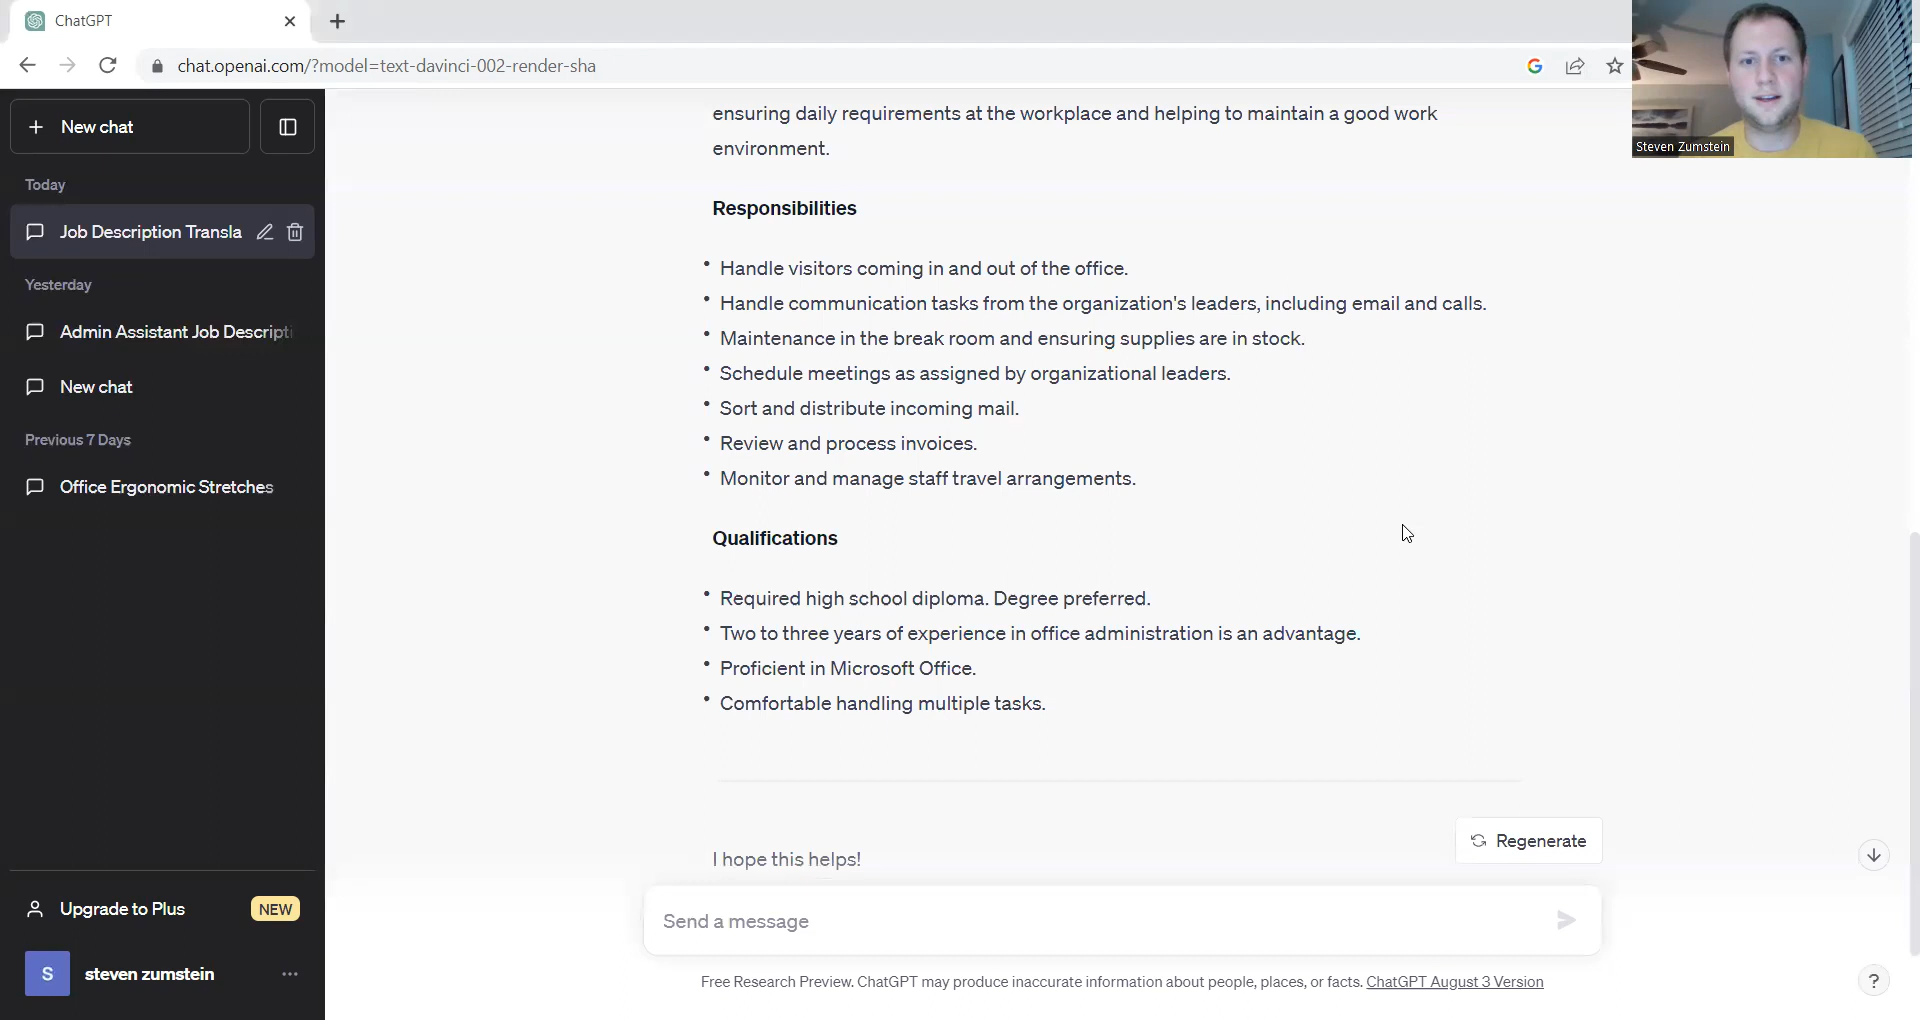 ChatGPT
chat.openai.com/?model=text-davinci-002-render-sha
Steven Zumstein
New chat
Today
Job Description Transla
Yesterday
Admin Assistant Job Descripti
New chat
Previous 7 Days
Office Ergonomic Stretches
Upgrade to Plus
NEW
S
steven zumstein
ensuring daily requirements at the workplace and helping to maintain a good work
environment.
Responsibilities
• Handle visitors coming in and out of the office.
• Handle communication tasks from the organization's leaders, including email and calls.
• Maintenance in the break room and ensuring supplies are in stock.
• Schedule meetings as assigned by organizational leaders.
• Sort and distribute incoming mail.
• Review and process invoices.
• Monitor and manage staff travel arrangements.
Qualifications
• Required high school diploma. Degree preferred.
• Two to three years of experience in office administration is an advantage.
• Proficient in Microsoft Office.
• Comfortable handling multiple tasks.
Regenerate
I hope this helps!
Send a message
Free Research Preview. ChatGPT may produce inaccurate information about people, places, or facts. ChatGPT August 3 Version
?